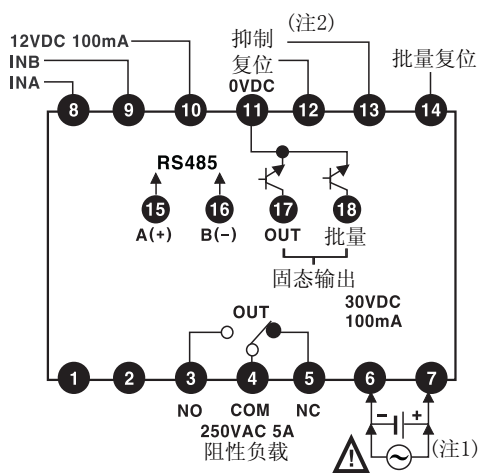 12VDC 100mA
INB
INA
抑制
(注2)
复位
0VDC
批量复位
8
9
10
11
12
13
14
RS485
15
16
17
18
A(+)
B(−)
OUT
批量
固态输出
30VDC
100mA
OUT
1
2
3
4
5
6
7
NO
COM
NC
250VAC 5A
阻性负载
−
+
(注1)